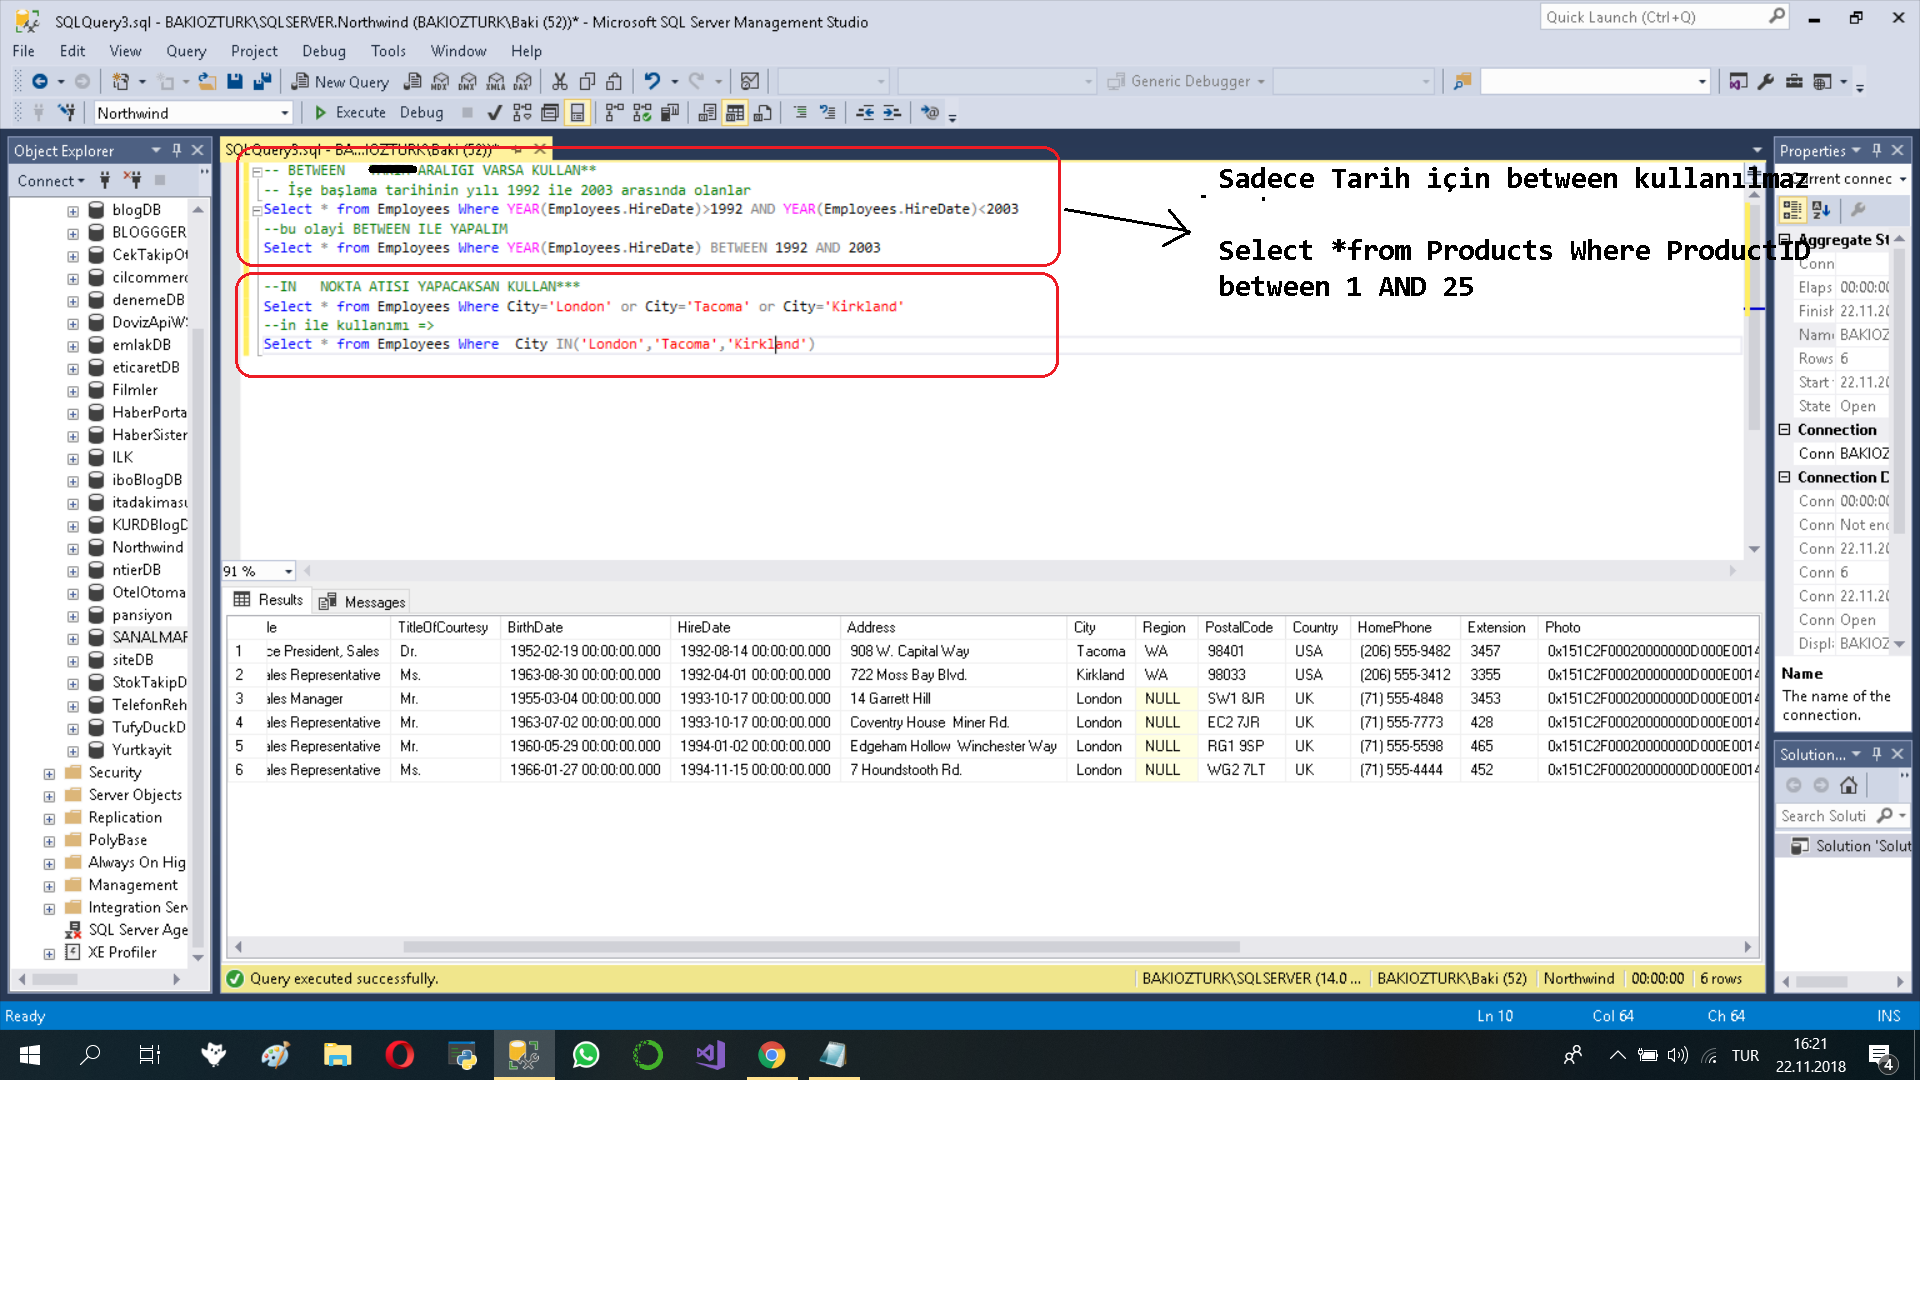 SQLQuery3.sql - BAKIOZTURK\SQLSERVER.Northwind (BAKIOZTURK\Baki (52))* - Microsoft SQL Server Management Studio
Quick Launch (Ctrl+Q)
File Edit View Query Project Debug Tools Window Help
New Query MDX DMX XMLA DAX Generic Debugger
Northwind Execute Debug
Object Explorer
Connect
blogDB
BLOGGGER
CekTakipOt
cilcommerc
denemeDB
DovizApiW
emlakDB
eticaretDB
Filmler
HaberPorta
HaberSister
ILK
iboBlogDB
itadakimasu
KURDBlogD
Northwind
ntierDB
OtelOtoma
pansiyon
SANALMAR
siteDB
StokTakipD
TelefonReh
TufyDuckD
Yurtkayit
Security
Server Objects
Replication
PolyBase
Always On Hig
Management
Integration Ser
SQL Server Age
XE Profiler
SQLQuery3.sql - BA...IOZTURK\Baki (52))*
-- BETWEEN ARALIGI VARSA KULLAN**
-- İşe başlama tarihinin yılı 1992 ile 2003 arasında olanlar
Select * from Employees Where YEAR(Employees.HireDate)>1992 AND YEAR(Employees.HireDate)<2003
--bu olayi BETWEEN ILE YAPALIM
Select * from Employees Where YEAR(Employees.HireDate) BETWEEN 1992 AND 2003
--IN NOKTA ATISI YAPACAKSAN KULLAN***
Select * from Employees Where City='London' or City='Tacoma' or City='Kirkland'
--in ile kullanımı =>
Select * from Employees Where City IN('London','Tacoma','Kirkland')
Sadece Tarih için between kullanılmaz
Select *from Products Where ProductID
between 1 AND 25
91 %
Results Messages
le TitleOfCourtesy BirthDate HireDate Address City Region PostalCode Country HomePhone Extension Photo
1 ce President, Sales Dr. 1952-02-19 00:00:00.000 1992-08-14 00:00:00.000 908 W. Capital Way Tacoma WA 98401 USA (206) 555-9482 3457 0x151C2F00020000000D000E0014
2 ales Representative Ms. 1963-08-30 00:00:00.000 1992-04-01 00:00:00.000 722 Moss Bay Blvd. Kirkland WA 98033 USA (206) 555-3412 3355 0x151C2F00020000000D000E0014
3 ales Manager Mr. 1955-03-04 00:00:00.000 1993-10-17 00:00:00.000 14 Garrett Hill London NULL SW1 8JR UK (71) 555-4848 3453 0x151C2F00020000000D000E0014
4 ales Representative Mr. 1963-07-02 00:00:00.000 1993-10-17 00:00:00.000 Coventry House Miner Rd. London NULL EC2 7JR UK (71) 555-7773 428 0x151C2F00020000000D000E0014
5 ales Representative Mr. 1960-05-29 00:00:00.000 1994-01-02 00:00:00.000 Edgeham Hollow Winchester Way London NULL RG1 9SP UK (71) 555-5598 465 0x151C2F00020000000D000E0014
6 ales Representative Ms. 1966-01-27 00:00:00.000 1994-11-15 00:00:00.000 7 Houndstooth Rd. London NULL WG2 7LT UK (71) 555-4444 452 0x151C2F00020000000D000E0014
Query executed successfully. BAKIOZTURK\SQLSERVER (14.0 ... BAKIOZTURK\Baki (52) Northwind 00:00:00 6 rows
Properties
rrent connec
Aggregate St
Conn
Elaps 00:00:00
Finish 22.11.20
Name BAKIOZ
Rows 6
Start 22.11.20
State Open
Connection
Conn BAKIOZ
Connection D
Conn 00:00:00
Conn Not enc
Conn 22.11.20
Conn 6
Conn 22.11.20
Conn Open
Displ: BAKIOZ
Name
The name of the
connection.
Solution...
Search Soluti
Solution 'Solut
Ready Ln 10 Col 64 Ch 64 INS
TUR 16:21
22.11.2018
4